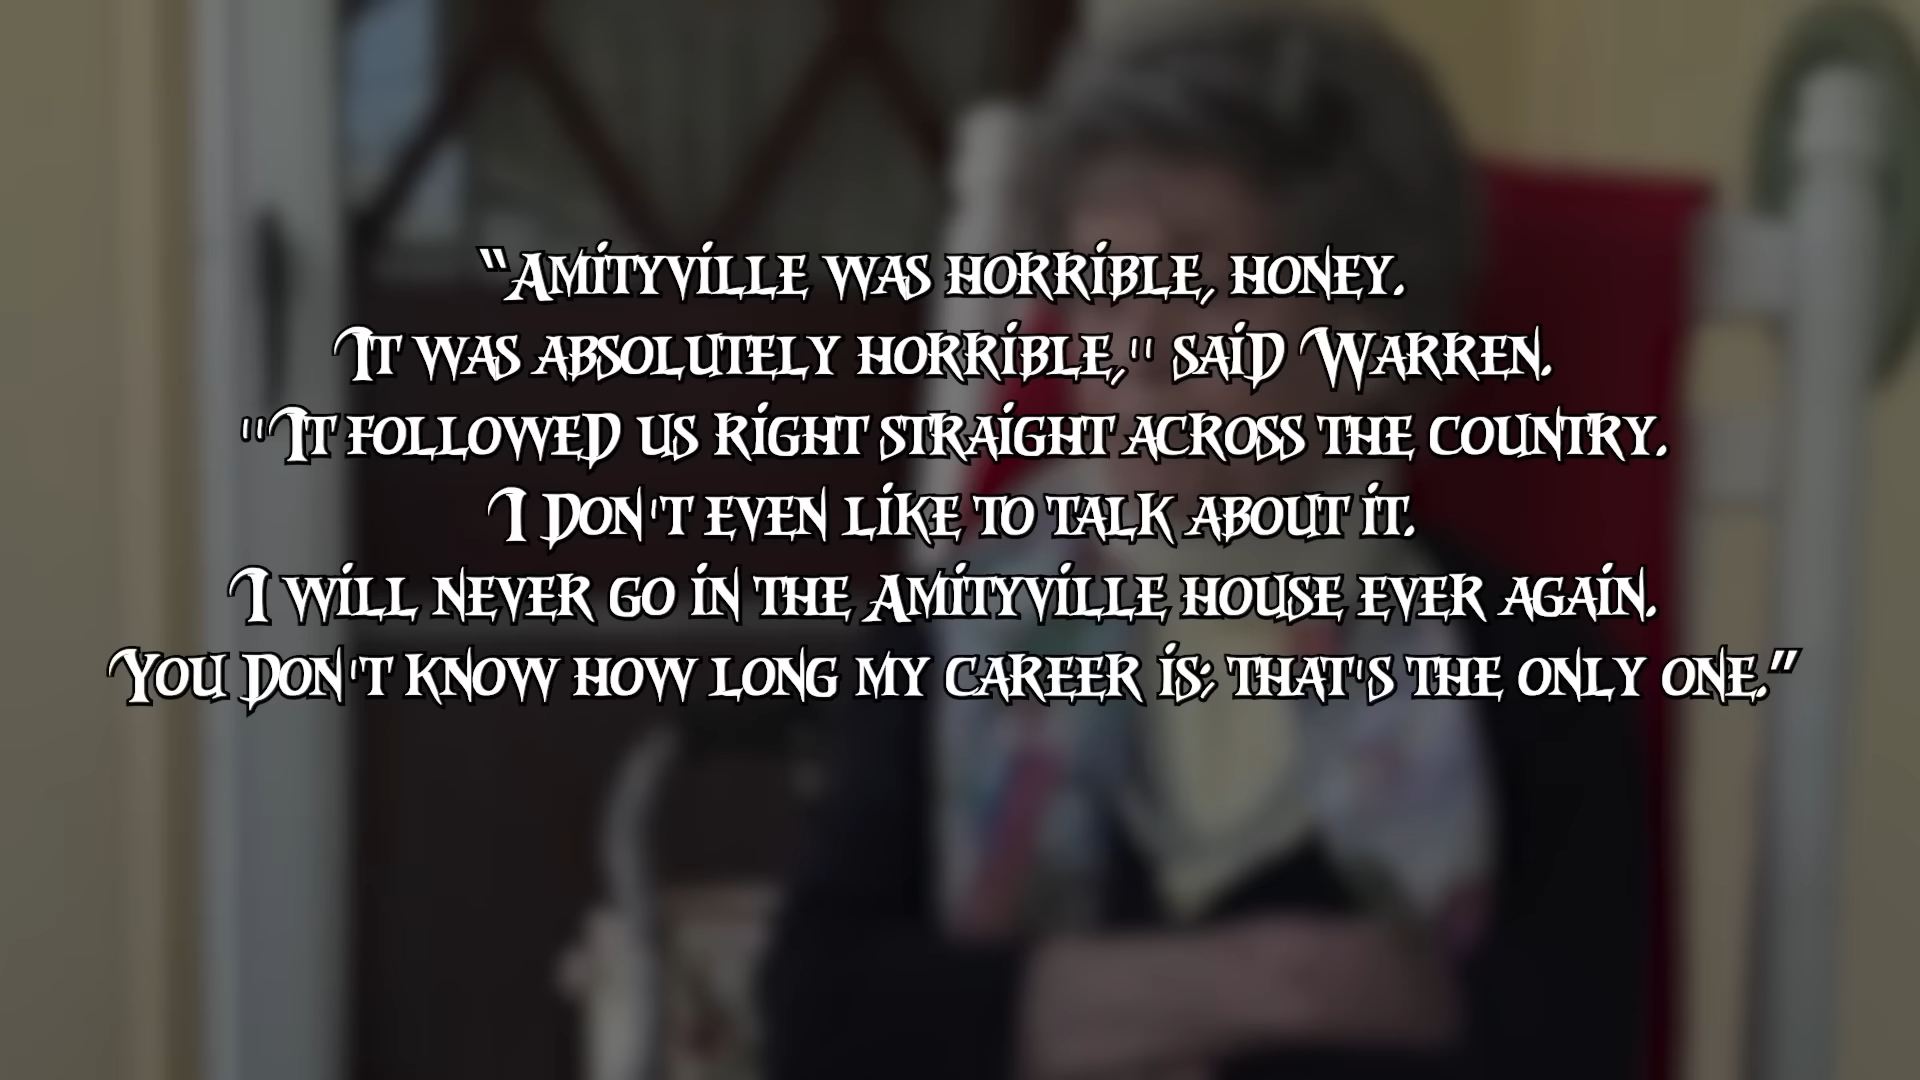 “Amityville was horrible, honey.
It was absolutely horrible," said Warren.
"It followed us right straight across the country.
I don't even like to talk about it.
I will never go in the Amityville house ever again.
You don't know how long my career is; that's the only one.”